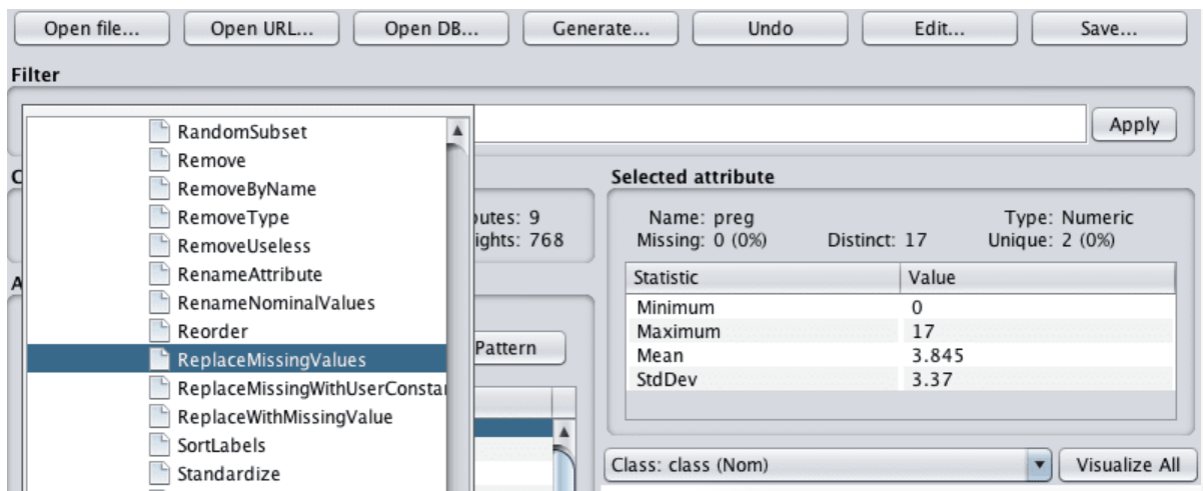 Open file... Open URL... Open DB... Generate... Undo Edit... Save...
Filter
Apply
RandomSubset
Remove
RemoveByName
RemoveType
RemoveUseless
RenameAttribute
RenameNominalValues
Reorder
ReplaceMissingValues
ReplaceMissingWithUserConstan
ReplaceWithMissingValue
SortLabels
Standardize
C
butes: 9
ights: 768
A
Pattern
Selected attribute
Name: preg Type: Numeric
Missing: 0 (0%) Distinct: 17 Unique: 2 (0%)
Statistic Value
Minimum 0
Maximum 17
Mean 3.845
StdDev 3.37
Class: class (Nom) Visualize All